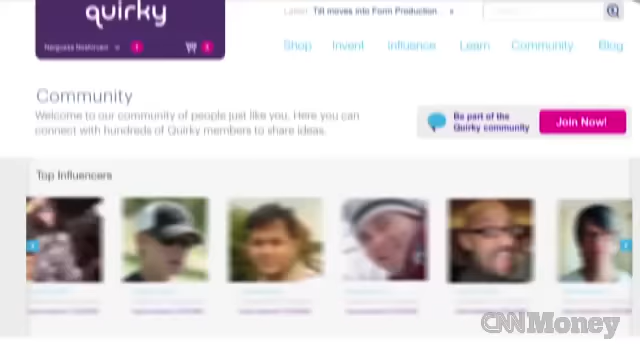 quirky
Latest: Tilt moves into Form Production.
Shop Invent Influence Learn Community Blog
Community
Welcome to our community of people just like you. Here you can
connect with hundreds of Quirky members to share ideas.
Be part of the
Quirky community
Join Now!
Top Influencers
CNNMoney